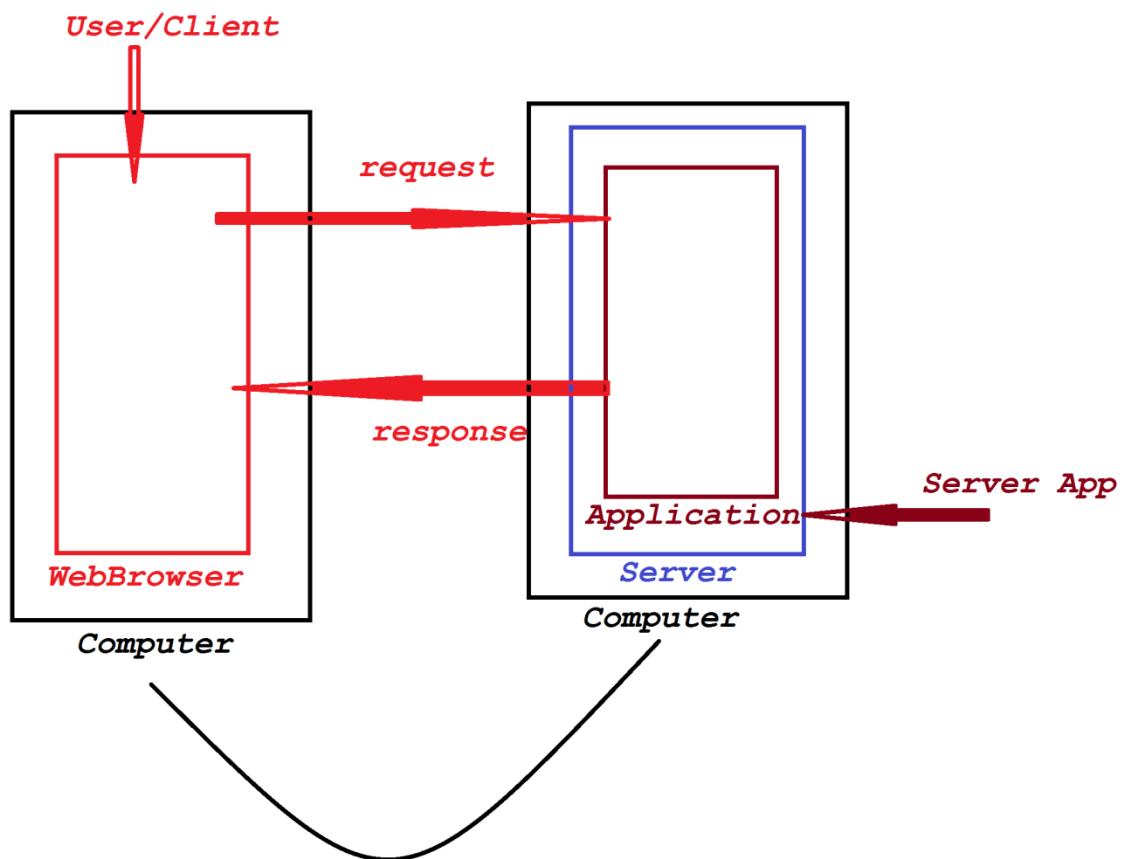 User/Client
request
response
Server App
Application
WebBrowser
Server
Computer
Computer